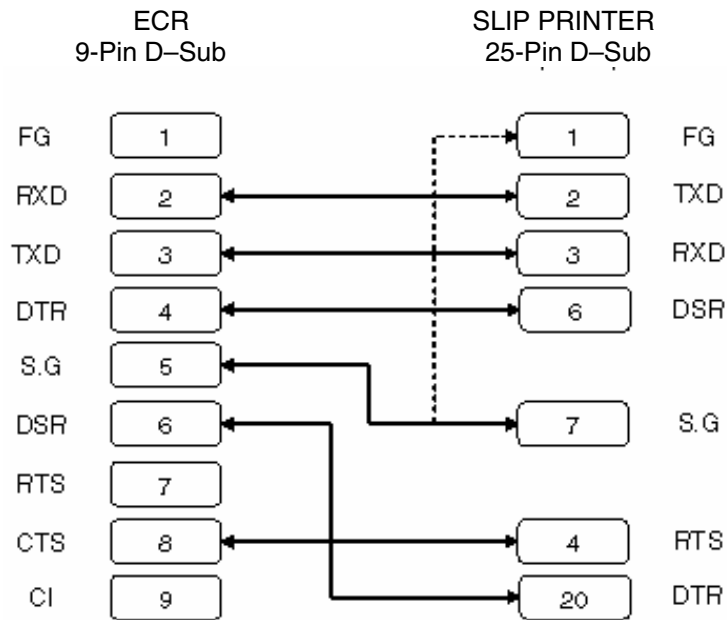 ECR SLIP PRINTER
9-Pin D–Sub 25-Pin D–Sub
FG 1 1 FG
RXD 2 2 TXD
TXD 3 3 RXD
DTR 4 6 DSR
S.G 5
DSR 6 7 S.G
RTS 7
CTS 8 4 RTS
CI 9 20 DTR